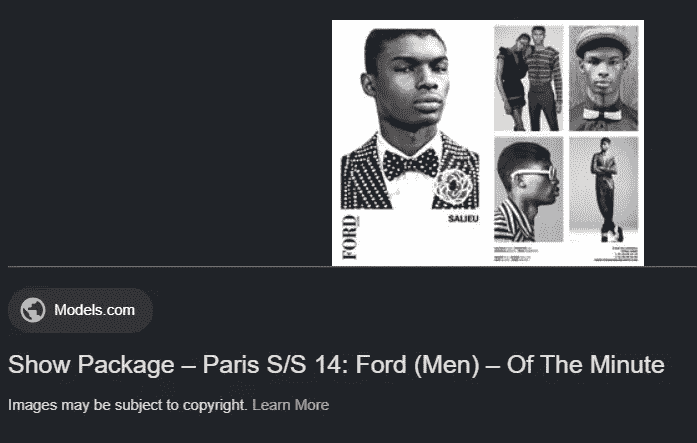 FORD
SALIEU
Models.com
Show Package – Paris S/S 14: Ford (Men) – Of The Minute
Images may be subject to copyright. Learn More